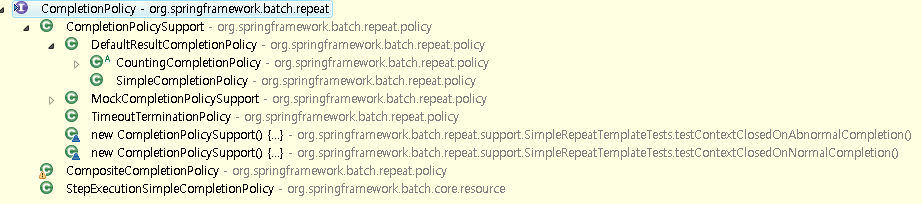 CompletionPolicy - org.springframework.batch.repeat
CompletionPolicySupport - org.springframework.batch.repeat.policy
DefaultResultCompletionPolicy - org.springframework.batch.repeat.policy
CountingCompletionPolicy - org.springframework.batch.repeat.policy
SimpleCompletionPolicy - org.springframework.batch.repeat.policy
MockCompletionPolicySupport - org.springframework.batch.repeat.policy
TimeoutTerminationPolicy - org.springframework.batch.repeat.policy
new CompletionPolicySupport() {...} - org.springframework.batch.repeat.support.SimpleRepeatTemplateTests.testContextClosedOnAbnormalCompletion()
new CompletionPolicySupport() {...} - org.springframework.batch.repeat.support.SimpleRepeatTemplateTests.testContextClosedOnNormalCompletion()
CompositeCompletionPolicy - org.springframework.batch.repeat.policy
StepExecutionSimpleCompletionPolicy - org.springframework.batch.core.resource